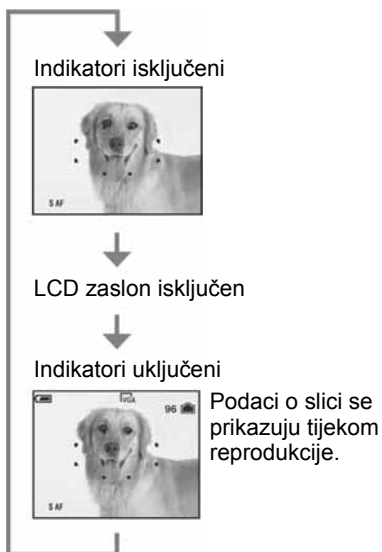 Indikatori isključeni
S AF
LCD zaslon isključen
Indikatori uključeni
VGA
96
S AF
Podaci o slici se
prikazuju tijekom
reprodukcije.